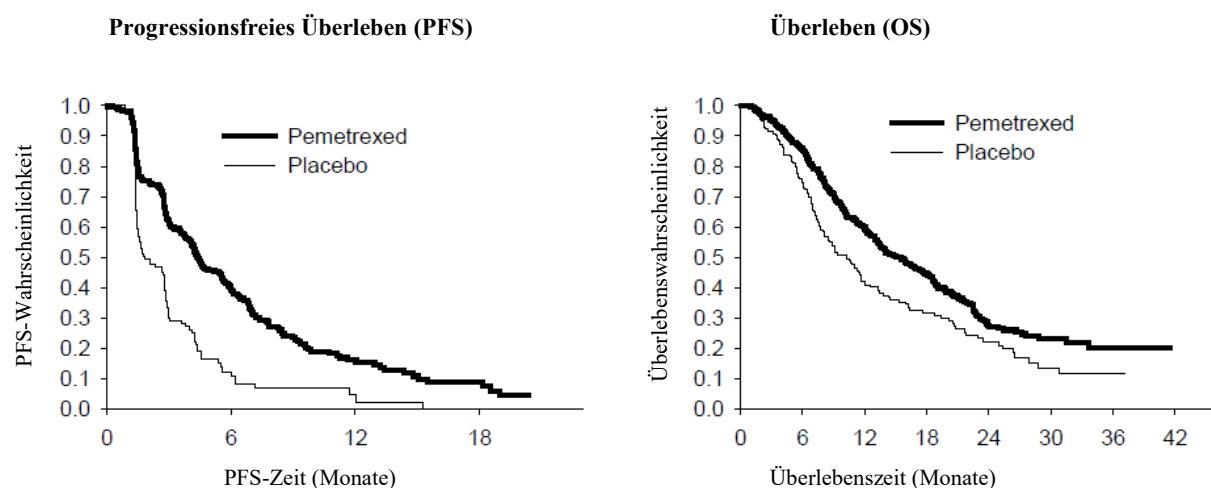 Progressionsfreies Überleben (PFS)
PFS-Wahrscheinlichkeit
1.0
0.9
0.8
0.7
0.6
0.5
0.4
0.3
0.2
0.1
0.0
Pemetrexed
Placebo
0 6 12 18
PFS-Zeit (Monate)
Überleben (OS)
Überlebenswahrscheinlichkeit
1.0
0.9
0.8
0.7
0.6
0.5
0.4
0.3
0.2
0.1
0.0
Pemetrexed
Placebo
0 6 12 18 24 30 36 42
Überlebenszeit (Monate)